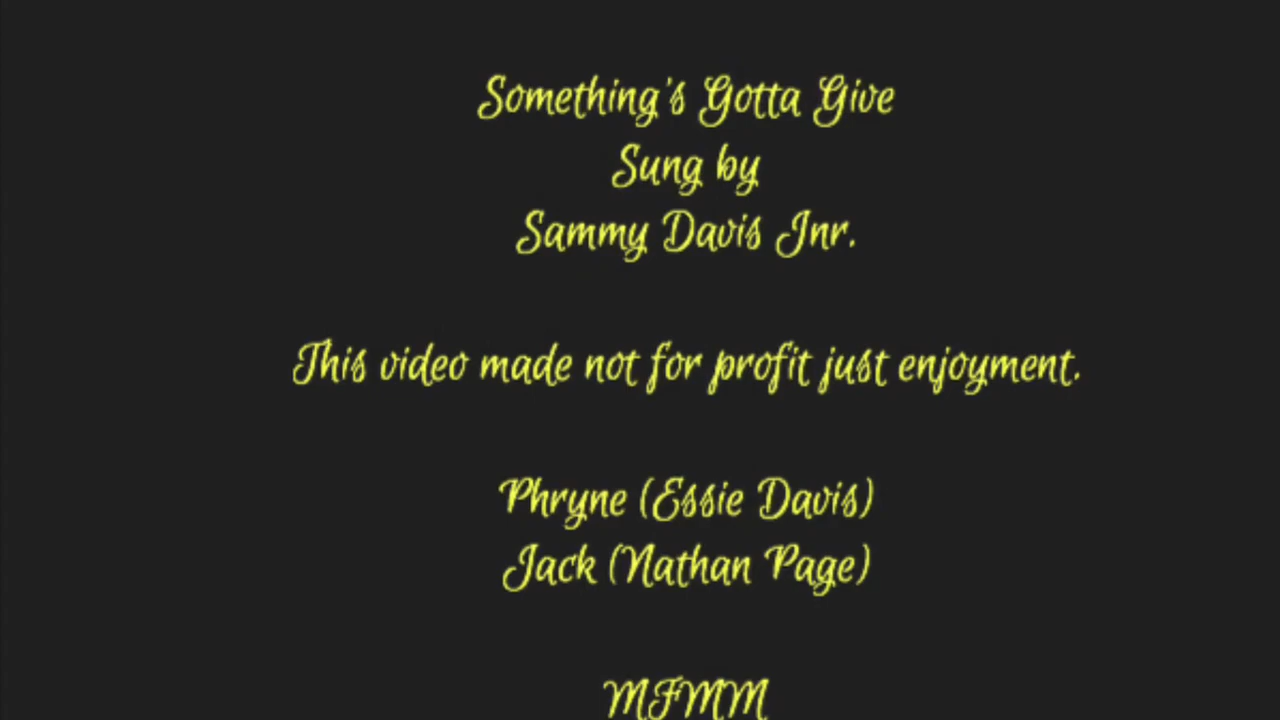 Something's Gotta Give
Sung by
Sammy Davis Jnr.
This video made not for profit just enjoyment.
Phryne (Essie Davis)
Jack (Nathan Page)
MFMM